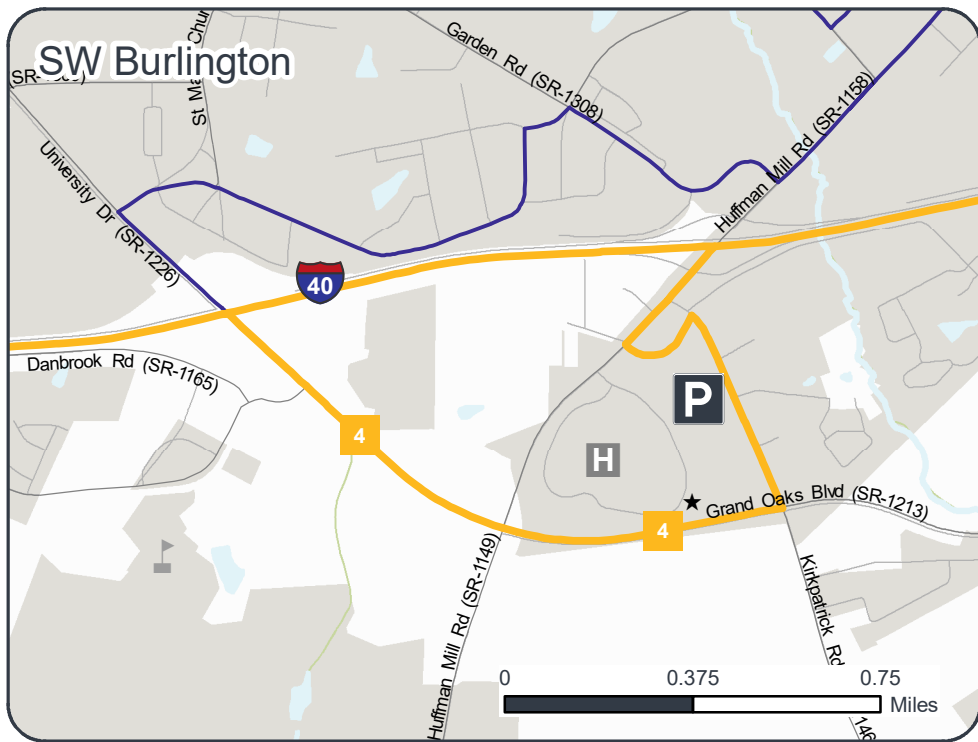 SW Burlington
St Ma
Garden Rd (SR-1308)
Huffman Mill Rd (SR-1158)
University Dr (SR-1226)
40
Danbrook Rd (SR-1165)
P
4
H
Grand Oaks Blvd (SR-1213)
4
Huffman Mill Rd (SR-1149)
Kirkpatrick Rd
0 0.375 0.75
Miles